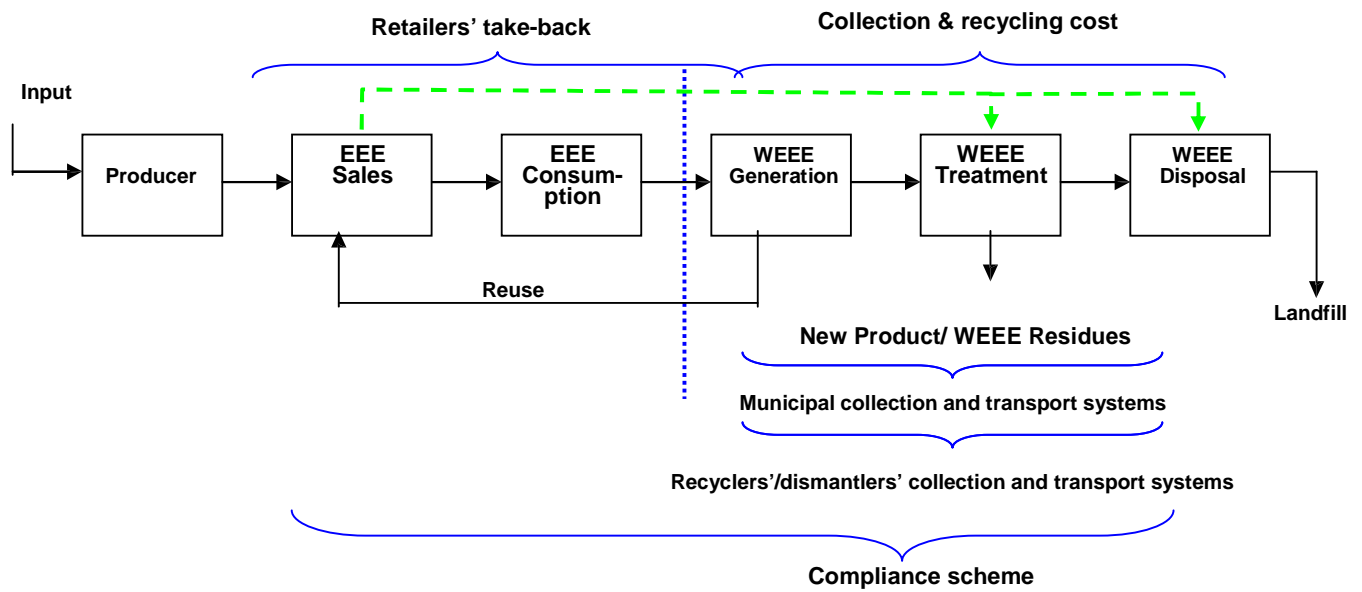 Retailers’ take-back
Collection & recycling cost
Input
Producer
EEE
Sales
EEE
Consum-
ption
WEEE
Generation
WEEE
Treatment
WEEE
Disposal
Reuse
Landfill
New Product/ WEEE Residues
Municipal collection and transport systems
Recyclers’/dismantlers’ collection and transport systems
Compliance scheme